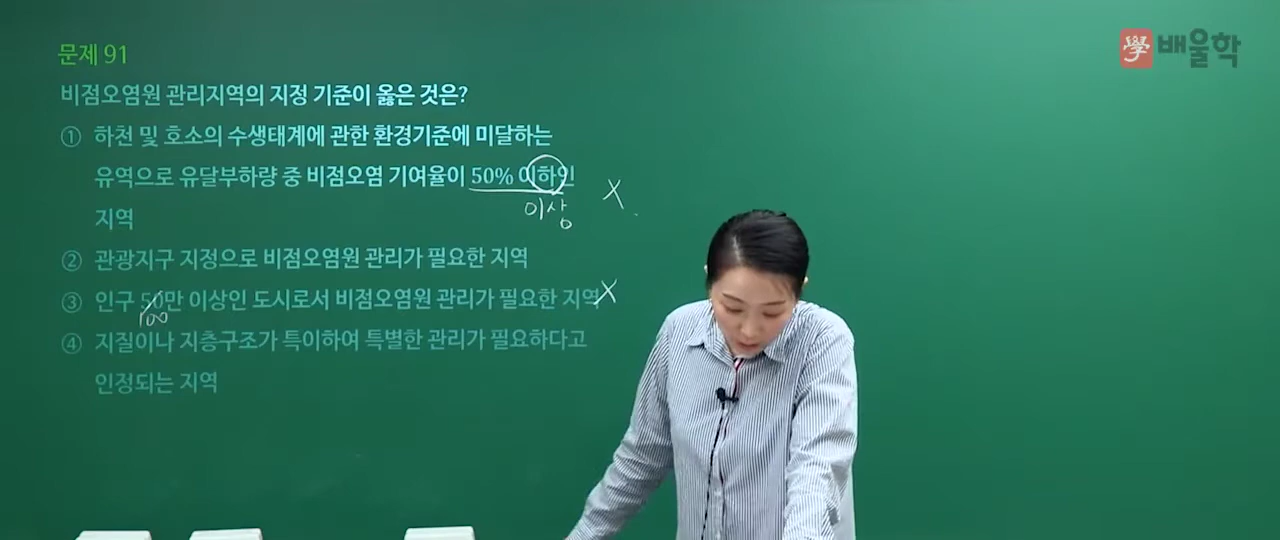 문제 91
學 배울학
비점오염원 관리지역의 지정 기준이 옳은 것은?
① 하천 및 호소의 수생태계에 관한 환경기준에 미달하는
유역으로 유달부하량 중 비점오염 기여율이 50% 이하인
이상 X
지역
② 관광지구 지정으로 비점오염원 관리가 필요한 지역
③ 인구 50만 이상인 도시로서 비점오염원 관리가 필요한 지역 X
100
④ 지질이나 지층구조가 특이하여 특별한 관리가 필요하다고
인정되는 지역